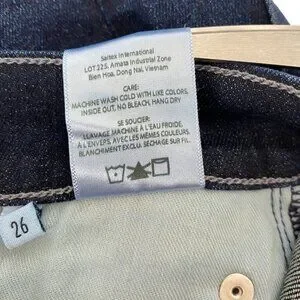 Saitex International
LOT 225, Amata Industrial Zone
Bien Hoa, Dong Nai, Vietnam
CARE:
MACHINE WASH COLD WITH LIKE COLORS,
INSIDE OUT, NO BLEACH, HANG DRY
SE SOUCIER:
LLAVAGE MACHINE À L'EAU FROIDE,
À L'ENVERS, AVEC LES MÊMES COULEURS,
BLANCHIMENT EXCLU, SÉCHAGE SUR FIL.
26